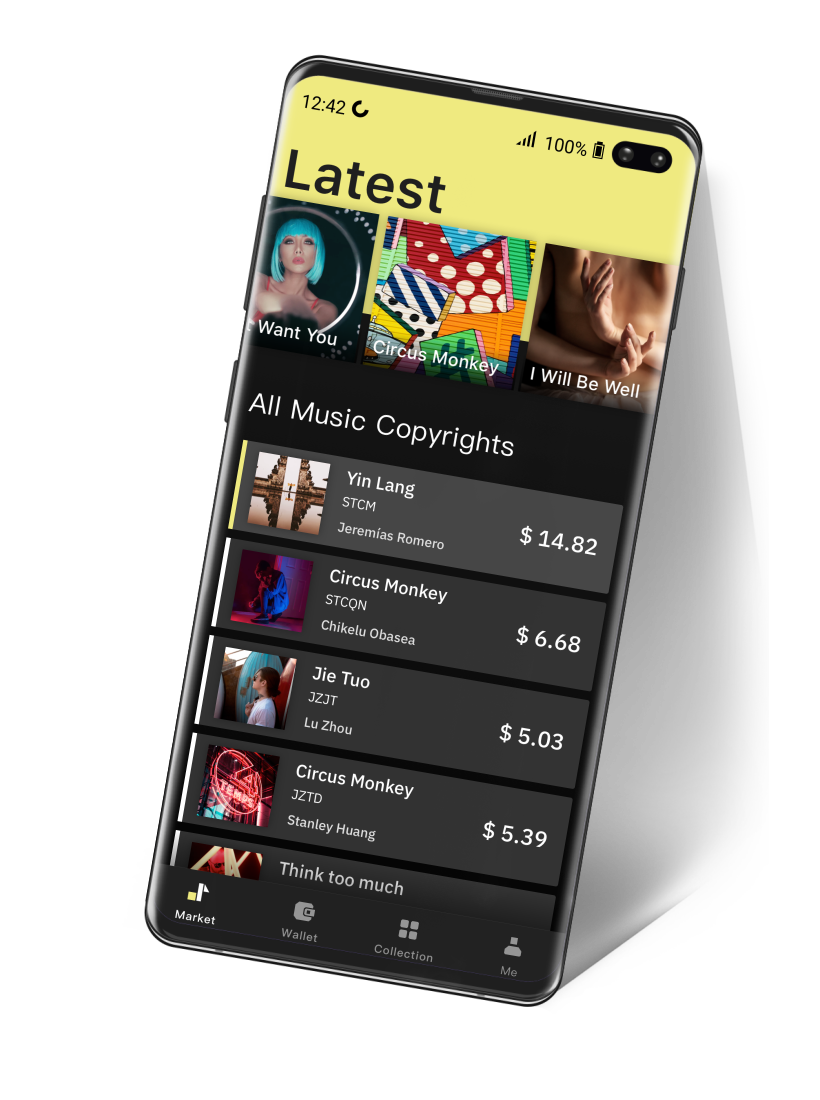 12:42
100%
Latest
t Want You
Circus Monkey
I Will Be Well
All Music Copyrights
Yin Lang
STCM
Jeremías Romero
$ 14.82
Circus Monkey
STCQN
Chikelu Obasea
$ 6.68
Jie Tuo
JZJT
Lu Zhou
$ 5.03
Circus Monkey
JZTD
Stanley Huang
$ 5.39
Think too much
Market
Wallet
Collection
Me